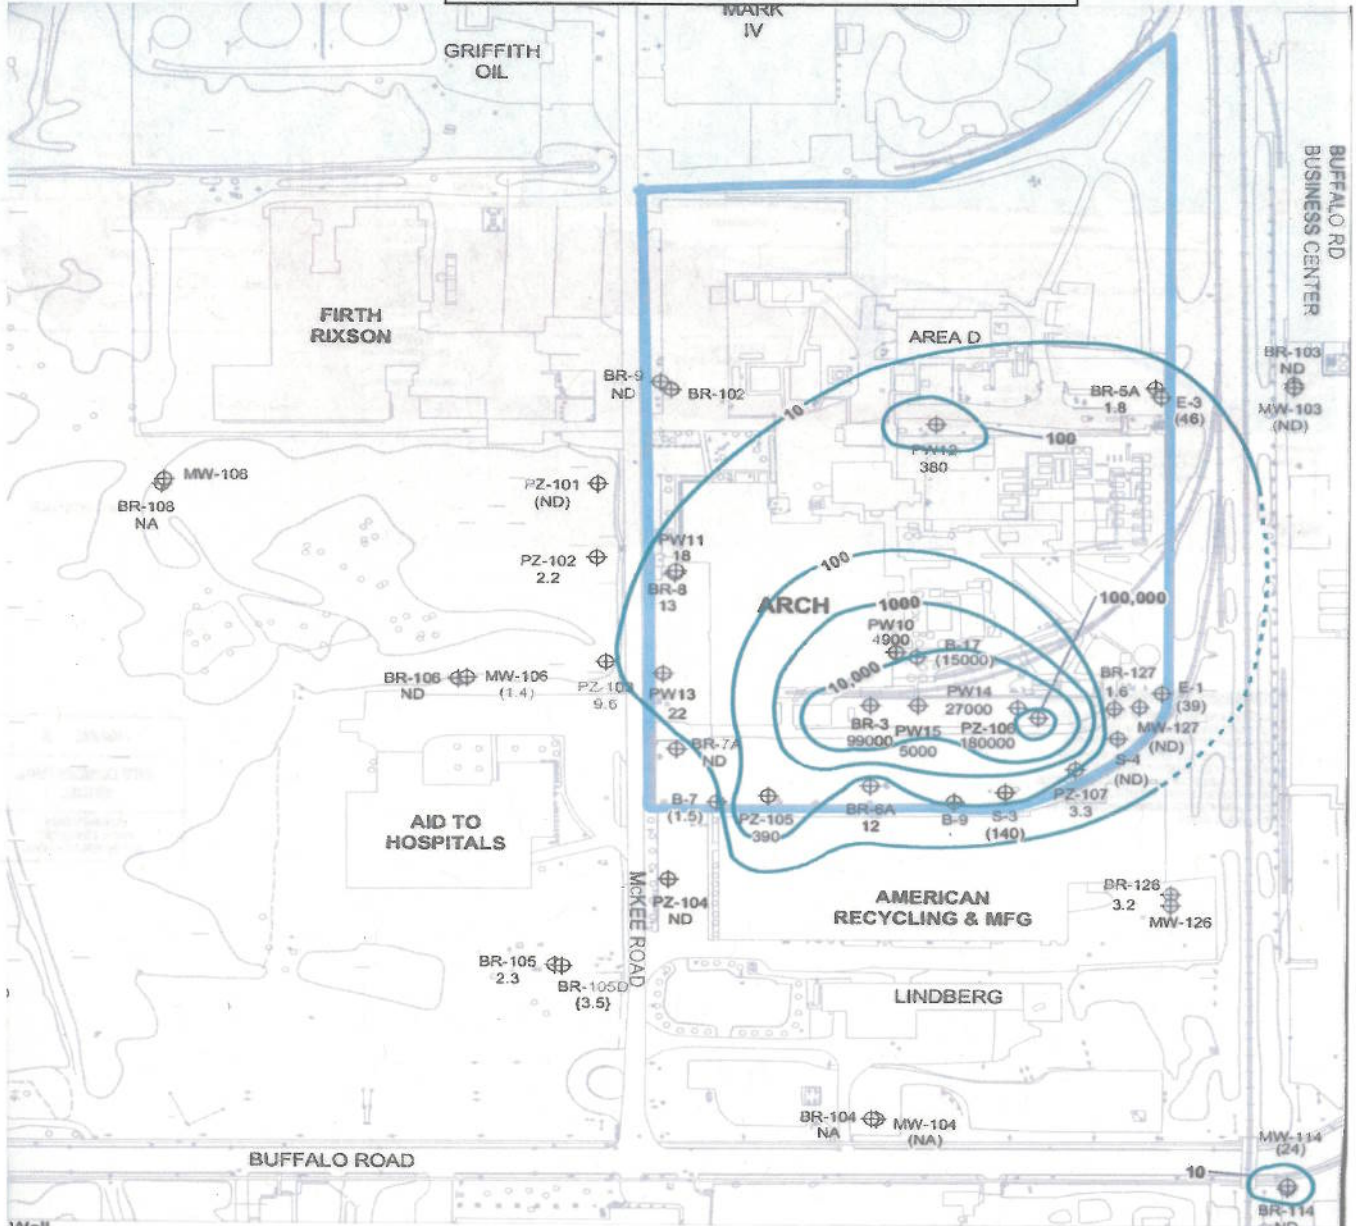 MARK
IV
GRIFFITH
OIL
BUFFALO RD
BUSINESS CENTER
FIRTH
RIXSON
AREA D
BR-103
ND
MW-103
(ND)
BR-9
ND
BR-102
BR-5A
1.8
E-3
(46)
10
100
PW12
380
MW-108
BR-108
NA
PZ-101
(ND)
PZ-102
2.2
PW11
18
BR-8
13
100
ARCH
1000
100,000
PW10
4900
B-17
(15000)
BR-106
ND
MW-106
(1.4)
PZ-103
9.6
PW13
22
10,000
BR-127
1.6
E-1
(39)
BR-3
99000
PW15
5000
PW14
27000
PZ-106
180000
MW-127
(ND)
BR-7A
ND
S-4
(ND)
B-7
(1.5)
PZ-105
390
BR-6A
12
B-9
S-3
(140)
PZ-107
3.3
AID TO
HOSPITALS
McKEE ROAD
PZ-104
ND
AMERICAN
RECYCLING & MFG
BR-126
3.2
MW-126
BR-105
2.3
BR-105D
{3.5}
LINDBERG
BR-104
NA
MW-104
(NA)
BUFFALO ROAD
MW-114
(24)
10
BR-114